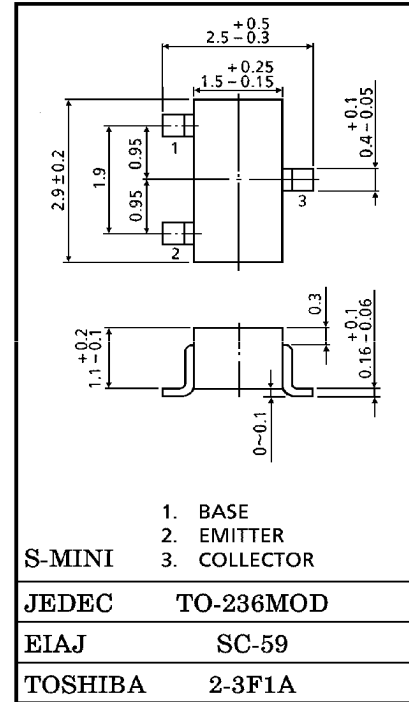 +0.5
2.5 – 0.3
+0.25
1.5 – 0.15
2.9 ± 0.2
1.9
0.95
0.95
1
2
3
+0.1
0.4 – 0.05
+0.2
1.1 – 0.1
0.3
+0.1
0.16 – 0.06
0~0.1
1. BASE
2. EMITTER
S-MINI 3. COLLECTOR
JEDEC TO-236MOD
EIAJ SC-59
TOSHIBA 2-3F1A